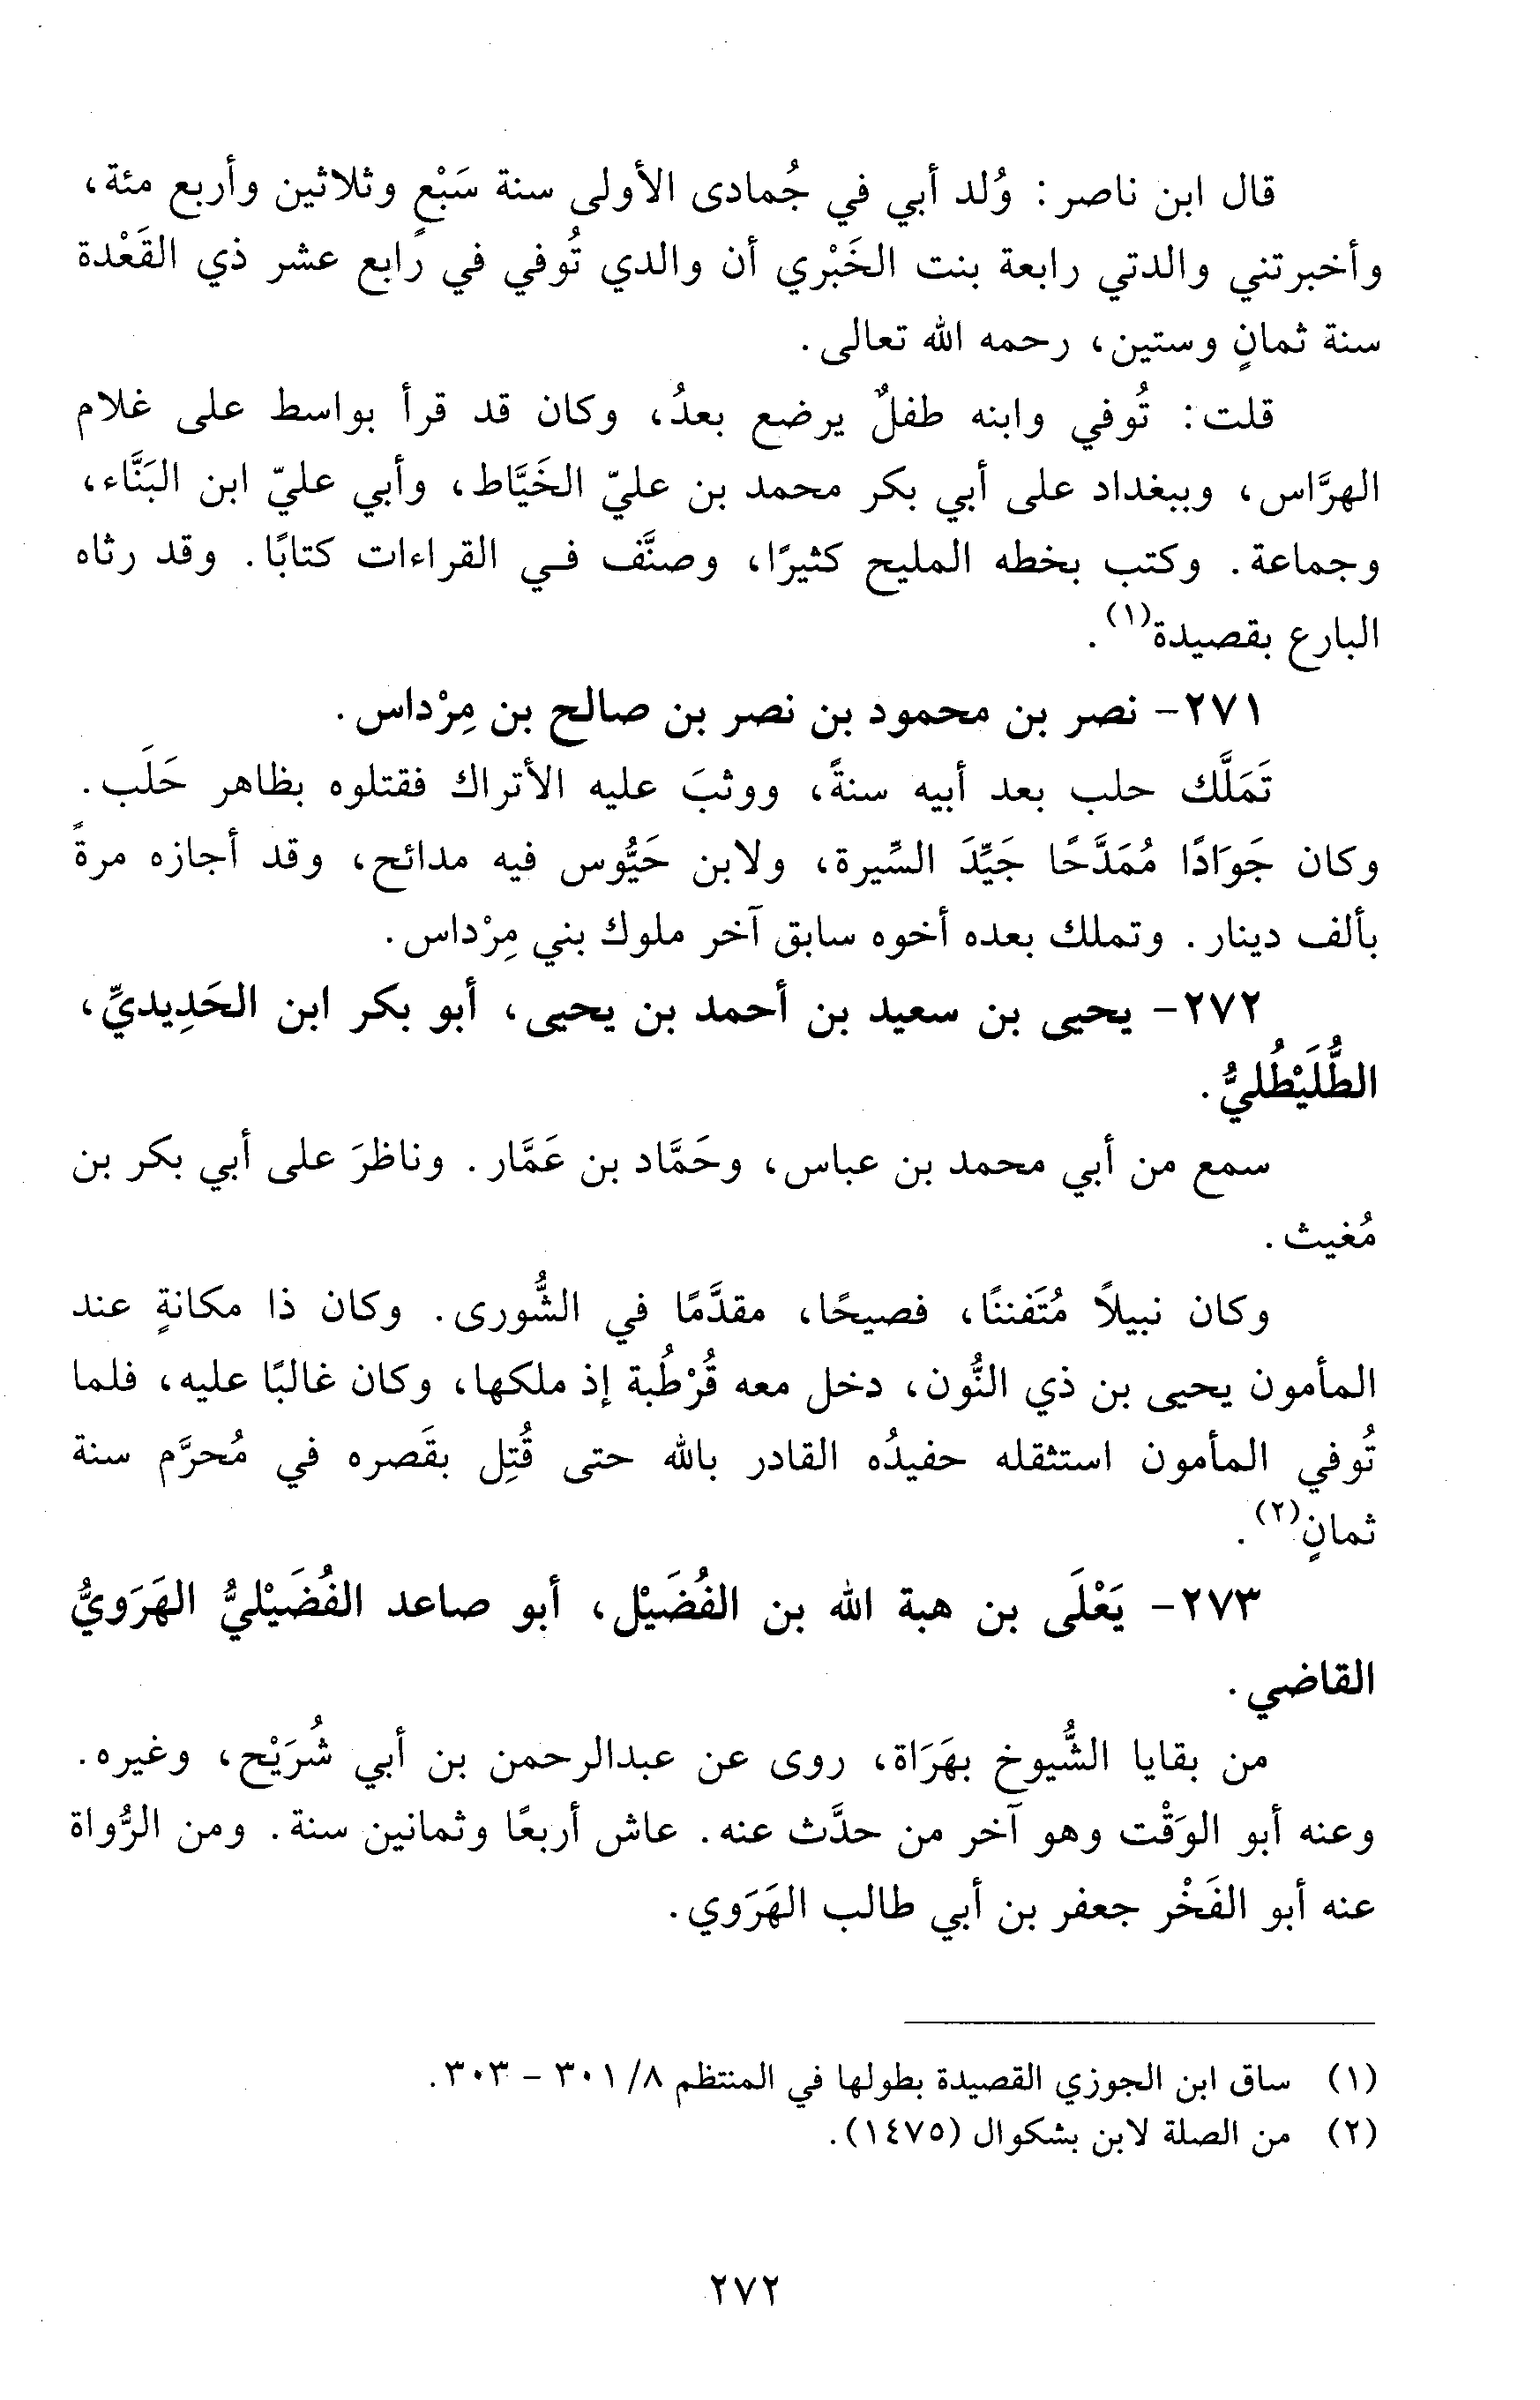 قال ابن ناصر: وُلد أبي في جُمادى الأولى سنة سَبْعٍ وثلاثين وأربع مئة،
وأخبرتني والدتي رابعة بنت الخَبْري أن والدي تُوفي في رابع عشر ذي القَعْدة
سنة ثمانٍ وستين، رحمه الله تعالى.
قلت: تُوفي وابنه طفلٌ يرضع بعدُ، وكان قد قرأ بواسط على غلام
الهرَّاس، وببغداد على أبي بكر محمد بن عليّ الخَيَّاط، وأبي عليّ ابن البَنَّاء،
وجماعة. وكتب بخطه المليح كثيرًا، وصنَّف في القراءات كتابًا. وقد رثاه
البارع بقصيدة(١).
٢٧١- نصر بن محمود بن نصر بن صالح بن مِرْداس.
تَمَلَّك حلب بعد أبيه سنةً، ووثبَ عليه الأتراك فقتلوه بظاهر حَلَب.
وكان جَوَادًا مُمَدَّحًا جَيِّدَ السِّيرة، ولابن حَيُّوس فيه مدائح، وقد أجازه مرةً
بألف دينار. وتملك بعده أخوه سابق آخر ملوك بني مِرْداس.
٢٧٢- يحيى بن سعيد بن أحمد بن يحيى، أبو بكر ابن الحَدِيديِّ،
الطُّلَيْطُليُّ.
سمع من أبي محمد بن عباس، وحَمَّاد بن عَمَّار. وناظرَ على أبي بكر بن
مُغيث.
وكان نبيلاً مُتَفننًا، فصيحًا، مقدَّمًا في الشُّورى. وكان ذا مكانةٍ عند
المأمون يحيى بن ذي النُّون، دخل معه قُرْطُبة إذ ملكها، وكان غالبًا عليه، فلما
تُوفي المأمون استثقله حفيدُه القادر بالله حتى قُتِل بقَصره في مُحرَّم سنة
ثمانٍ(٢).
٢٧٣- يَعْلَى بن هبة الله بن الفُضَيْل، أبو صاعد الفُضَيْليُّ الهَرَويُّ
القاضي.
من بقايا الشُّيوخ بهَرَاة، روى عن عبدالرحمن بن أبي شُرَيْح، وغيره.
وعنه أبو الوَقْت وهو آخر من حدَّث عنه. عاش أربعًا وثمانين سنة. ومن الرُّواة
عنه أبو الفَخْر جعفر بن أبي طالب الهَرَوي.
(١) ساق ابن الجوزي القصيدة بطولها في المنتظم ٨/ ٣٠١ - ٣٠٣.
(٢) من الصلة لابن بشكوال (١٤٧٥).
٢٧٢